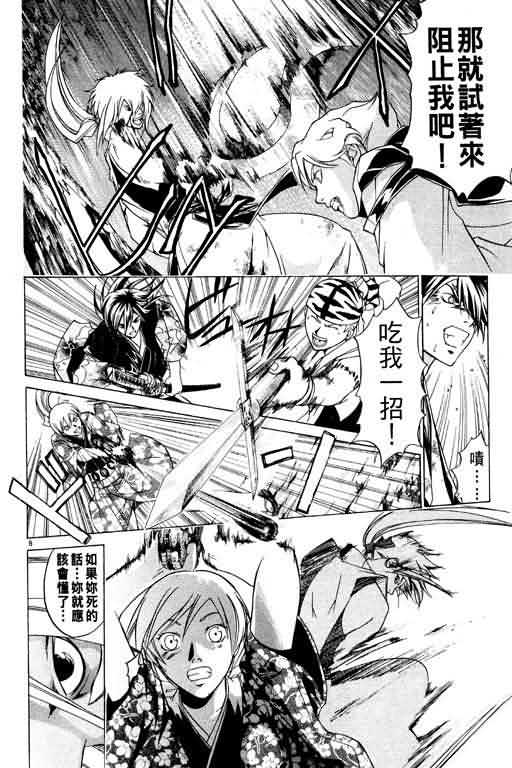 那就試著來
阻止我吧！
吃我一招！
嘖……
如果妳死的
話…妳就應
該會懂了…